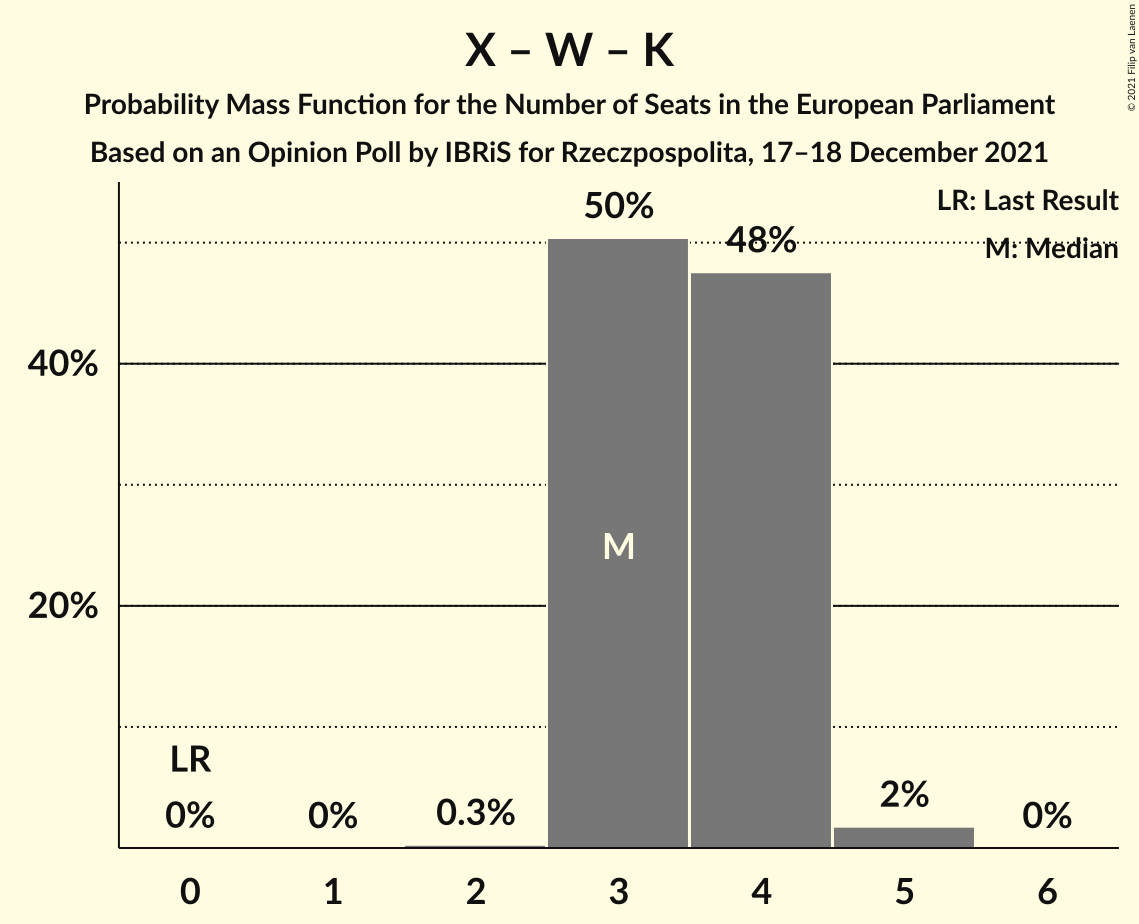 X – W – K
Probability Mass Function for the Number of Seats in the European Parliament
Based on an Opinion Poll by IBRiS for Rzeczpospolita, 17–18 December 2021
© 2021 Filip van Laenen
LR: Last Result
M: Median
50%
48%
40%
M
20%
LR
0%
0%
0.3%
2%
0%
0
1
2
3
4
5
6